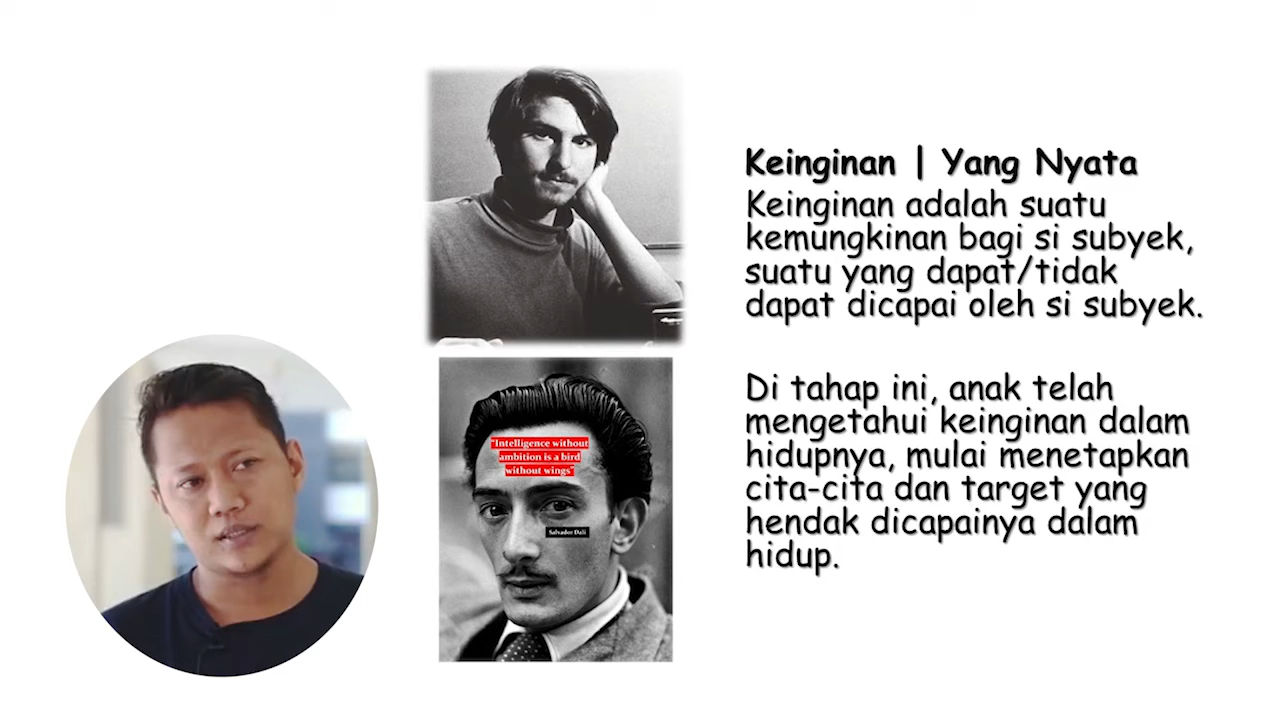 Keinginan | Yang Nyata
Keinginan adalah suatu
kemungkinan bagi si subyek,
suatu yang dapat/tidak
dapat dicapai oleh si subyek.
Di tahap ini, anak telah
mengetahui keinginan dalam
hidupnya, mulai menetapkan
cita-cita dan target yang
hendak dicapainya dalam
hidup.
"Intelligence without
ambition is a bird
without wings"
Salvador Dali